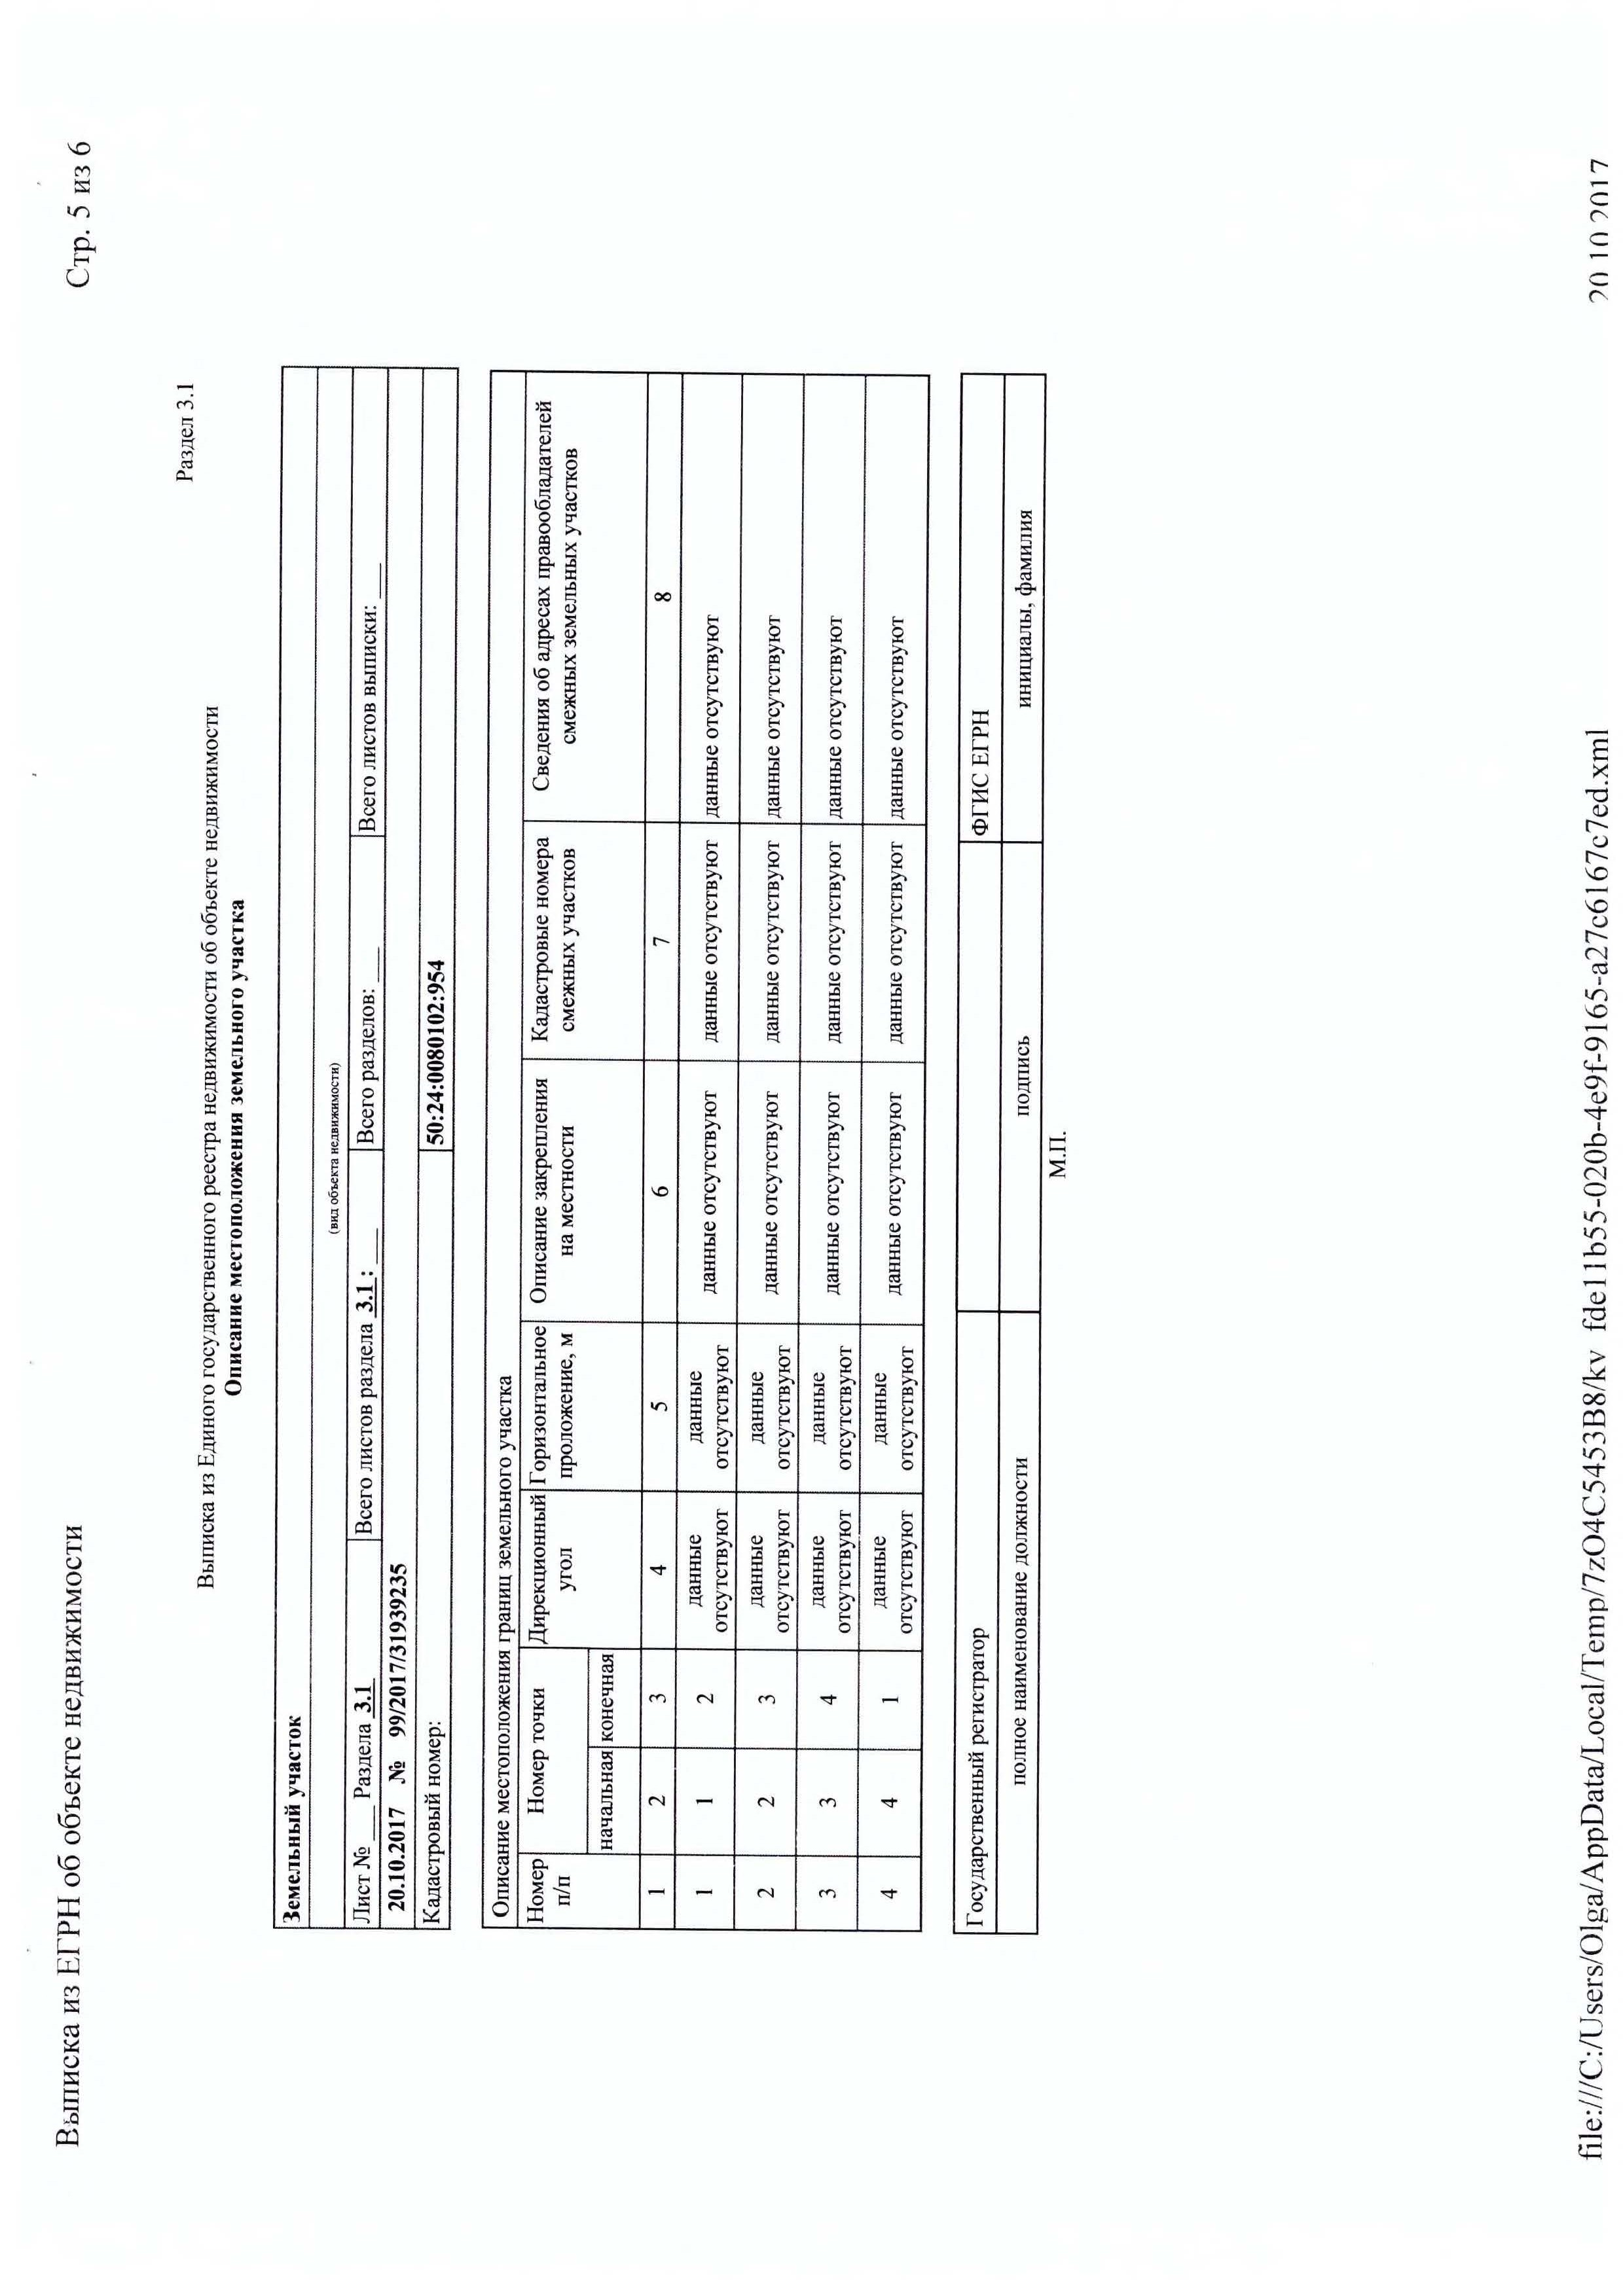 Выписка из ЕГРН об объекте недвижимости Стр. 5 из 6
Раздел 3.1
Выписка из Единого государственного реестра недвижимости об объекте недвижимости
Описание местоположения земельного участка
Земельный участок
(вид объекта недвижимости)
Лист № ___ Раздела 3.1 Всего листов раздела 3.1 : ___ Всего разделов: ___ Всего листов выписки: ___
20.10.2017 № 99/2017/31939235
Кадастровый номер: 50:24:0080102:954
Описание местоположения границ земельного участка
Номер п/п
Номер точки
начальная конечная
Дирекционный угол
Горизонтальное проложение, м
Описание закрепления на местности
Кадастровые номера смежных участков
Сведения об адресах правообладателей смежных земельных участков
1 2 3 4 5 6 7 8
1 1 2 данные отсутствуют данные отсутствуют данные отсутствуют данные отсутствуют данные отсутствуют
2 2 3 данные отсутствуют данные отсутствуют данные отсутствуют данные отсутствуют данные отсутствуют
3 3 4 данные отсутствуют данные отсутствуют данные отсутствуют данные отсутствуют данные отсутствуют
4 4 1 данные отсутствуют данные отсутствуют данные отсутствуют данные отсутствуют данные отсутствуют
Государственный регистратор ФГИС ЕГРН
полное наименование должности подпись инициалы, фамилия
М.П.
file:///C:/Users/Olga/AppData/Local/Temp/7zO4C5453B8/kv_fde11b55-020b-4e9f-9165-a27c6167c7ed.xml 20.10.2017